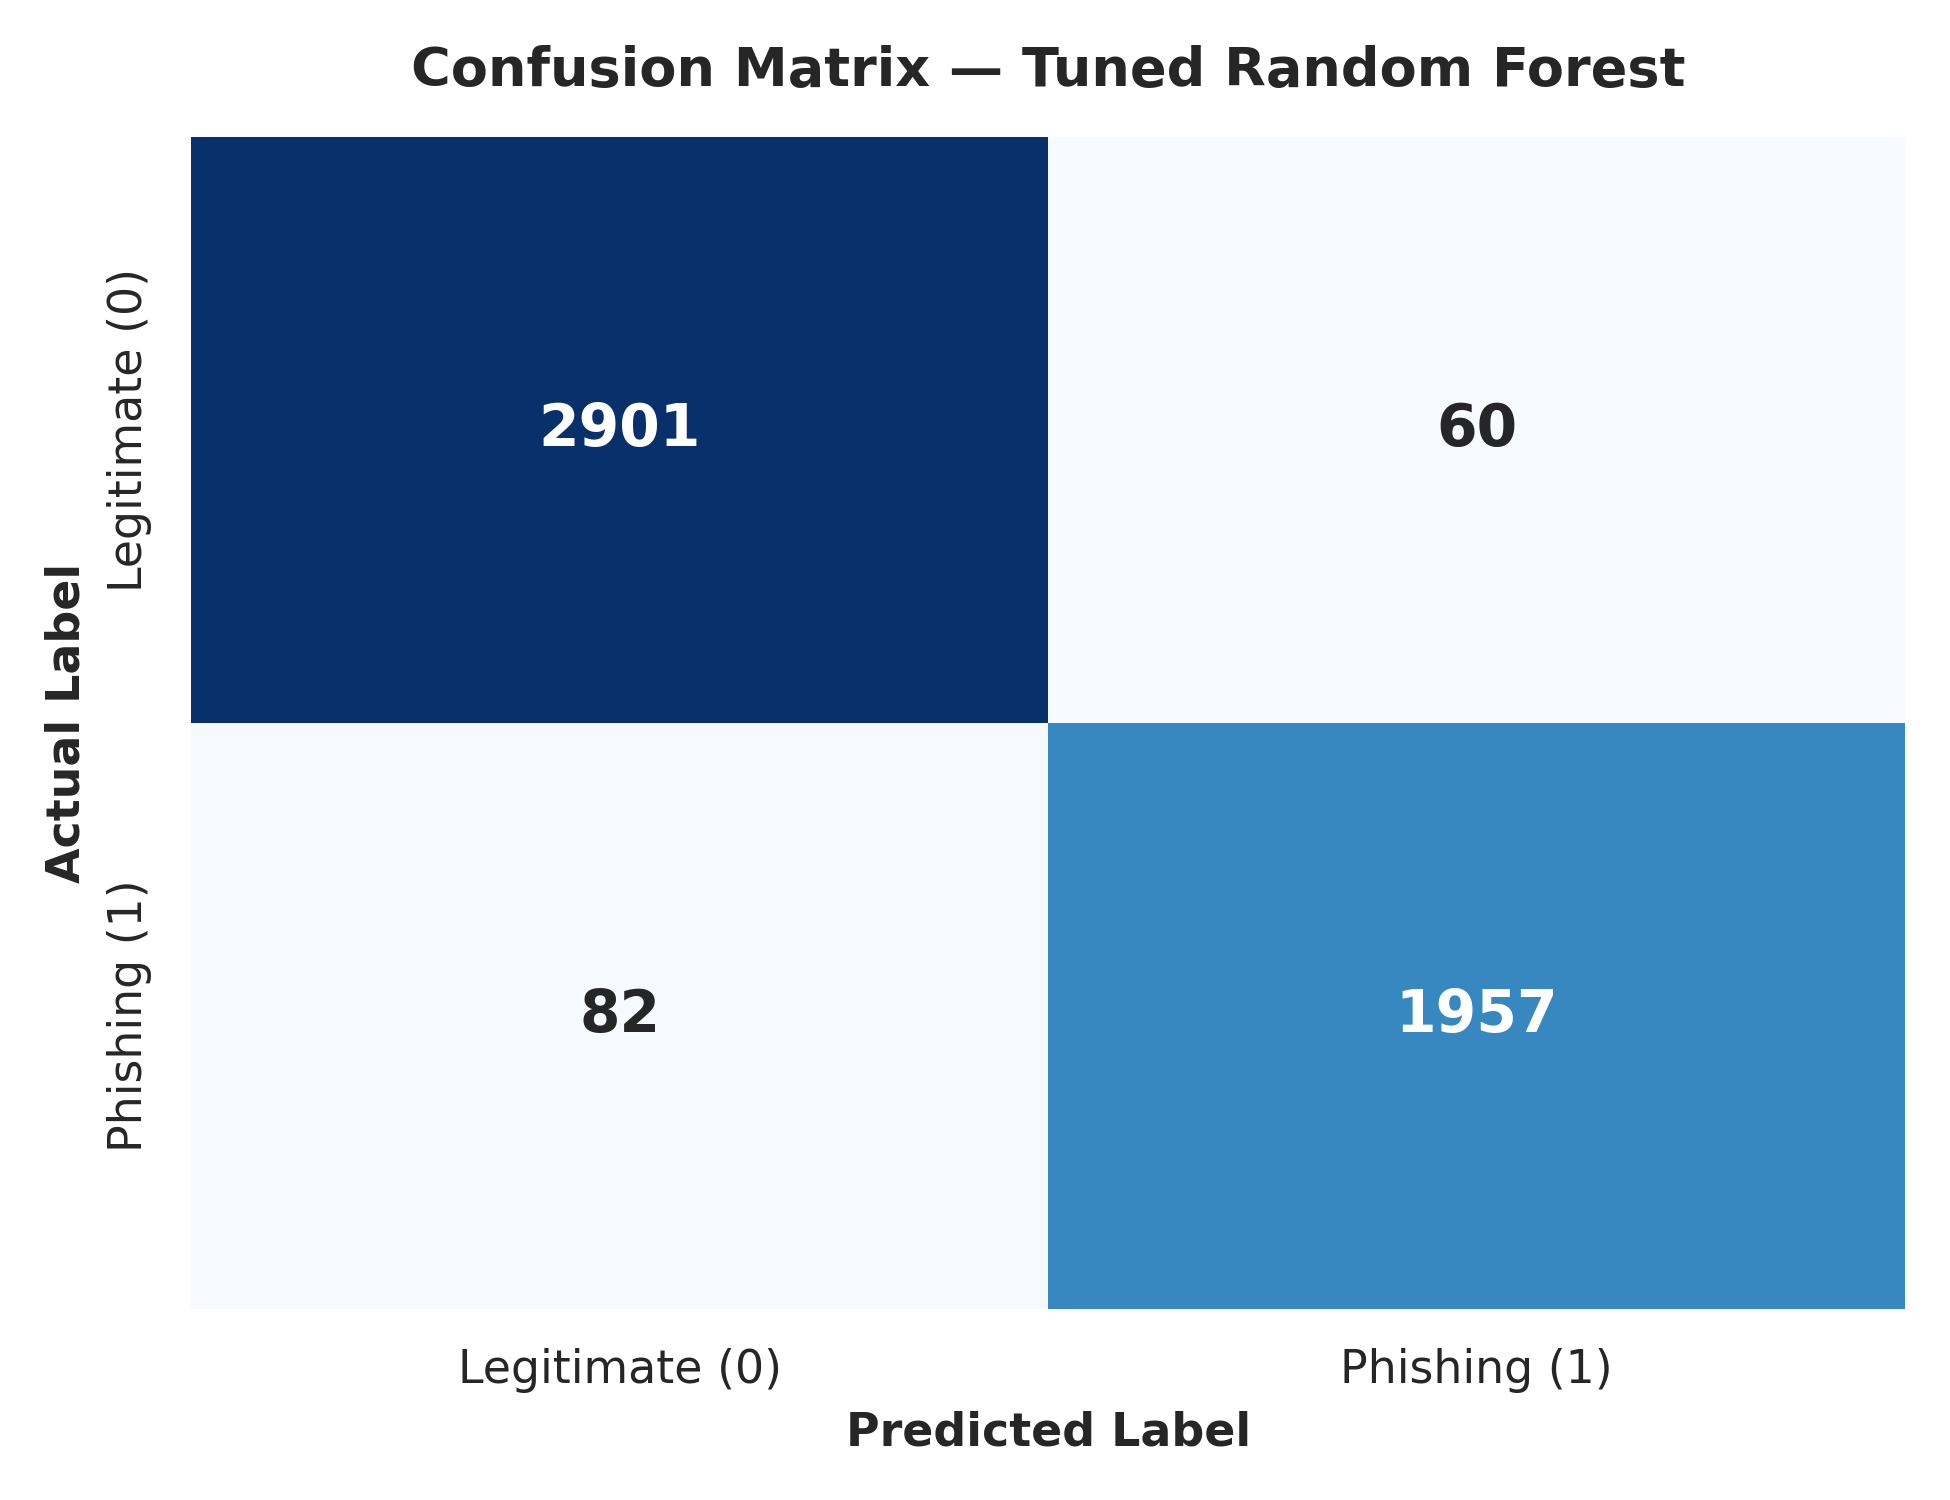 Confusion Matrix — Tuned Random Forest
Actual Label
Legitimate (0)
2901
60
Phishing (1)
82
1957
Legitimate (0)
Phishing (1)
Predicted Label